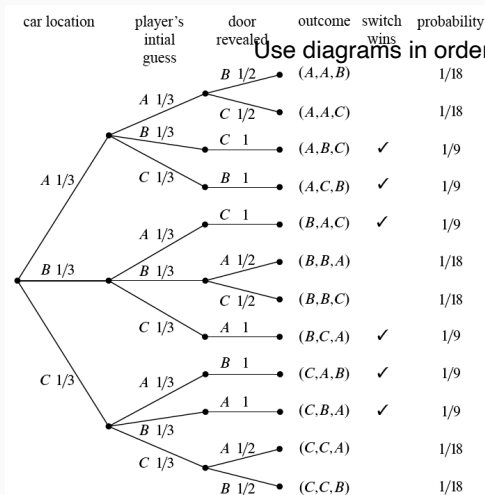 car location player's door outcome switch probability
intial revealed wins
guess
Use diagrams in order
B 1/2 (A,A,B) 1/18
A 1/3
C 1/2 (A,A,C) 1/18
B 1/3
C 1 (A,B,C) ✓ 1/9
C 1/3
B 1 (A,C,B) ✓ 1/9
A 1/3
C 1 (B,A,C) ✓ 1/9
A 1/3
A 1/2 (B,B,A) 1/18
B 1/3 B 1/3
C 1/2 (B,B,C) 1/18
C 1/3
A 1 (B,C,A) ✓ 1/9
B 1 (C,A,B) ✓ 1/9
C 1/3 A 1/3
A 1 (C,B,A) ✓ 1/9
B 1/3
A 1/2 (C,C,A) 1/18
C 1/3
B 1/2 (C,C,B) 1/18